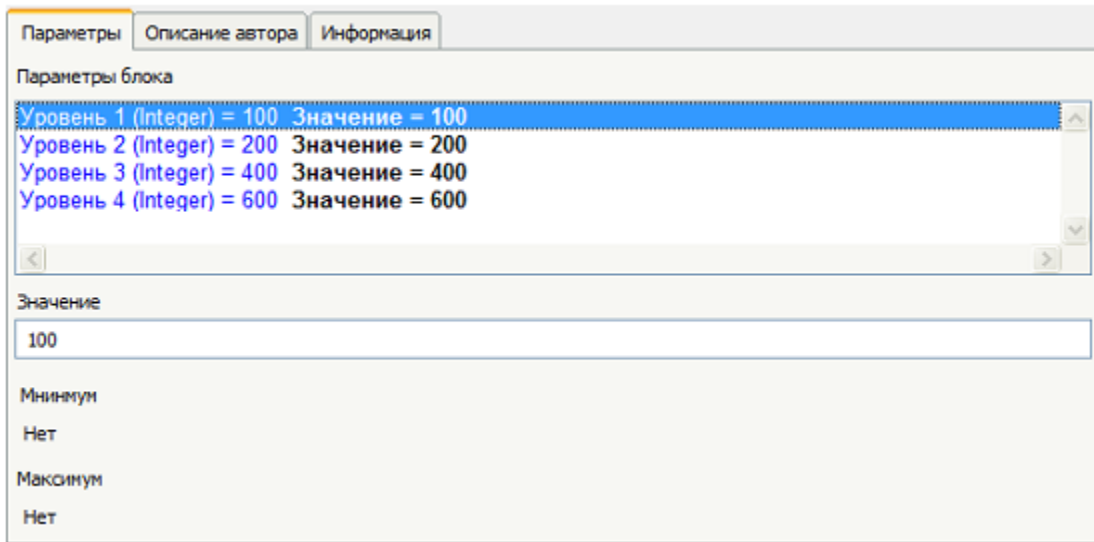 Параметры Описание автора Информация
Параметры блока
Уровень 1 (Integer) = 100 Значение = 100
Уровень 2 (Integer) = 200 Значение = 200
Уровень 3 (Integer) = 400 Значение = 400
Уровень 4 (Integer) = 600 Значение = 600
Значение
100
Мнинмум
Нет
Максимум
Нет